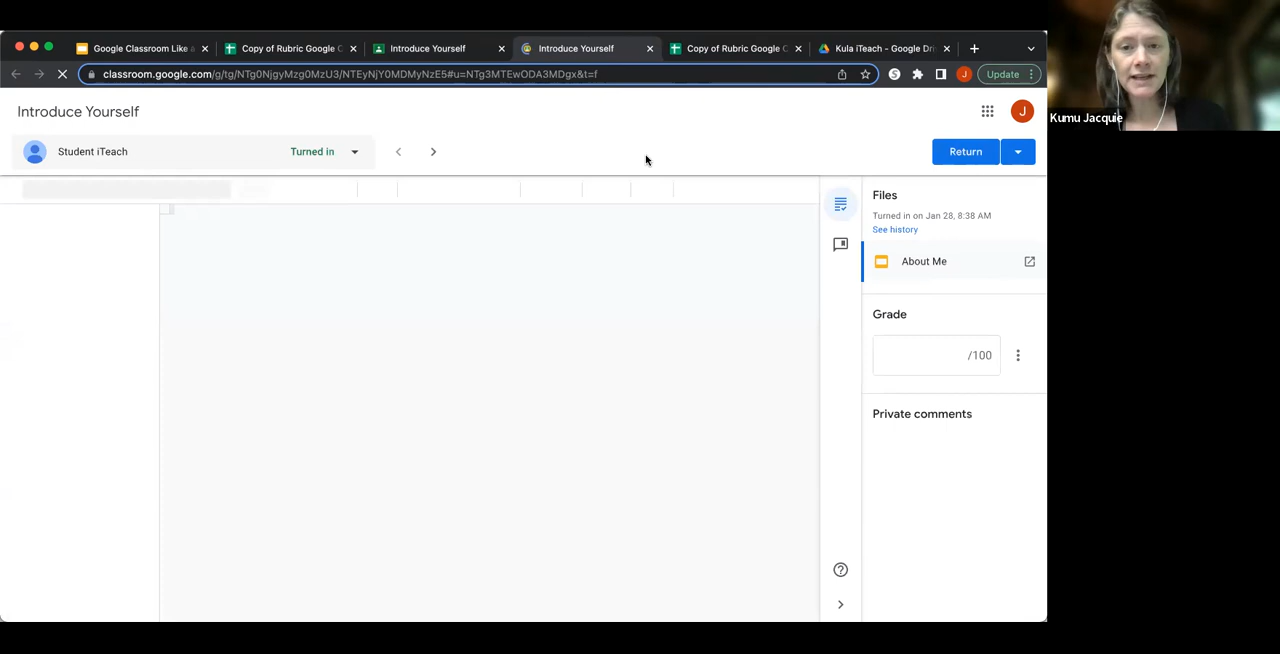 Google Classroom Like a
Copy of Rubric Google C
Introduce Yourself
Introduce Yourself
Copy of Rubric Google C
Kula iTeach - Google Dri
classroom.google.com/g/tg/NTg0NjgyMzg0MzU3/NTEyNjY0MDMyNzE5#u=NTg3MTEwODA3MDgx&t=f
S
J
Update
Introduce Yourself
J
Kumu Jacquie
Student iTeach
Turned in
Return
Files
Turned in on Jan 28, 8:38 AM
See history
About Me
Grade
/100
Private comments